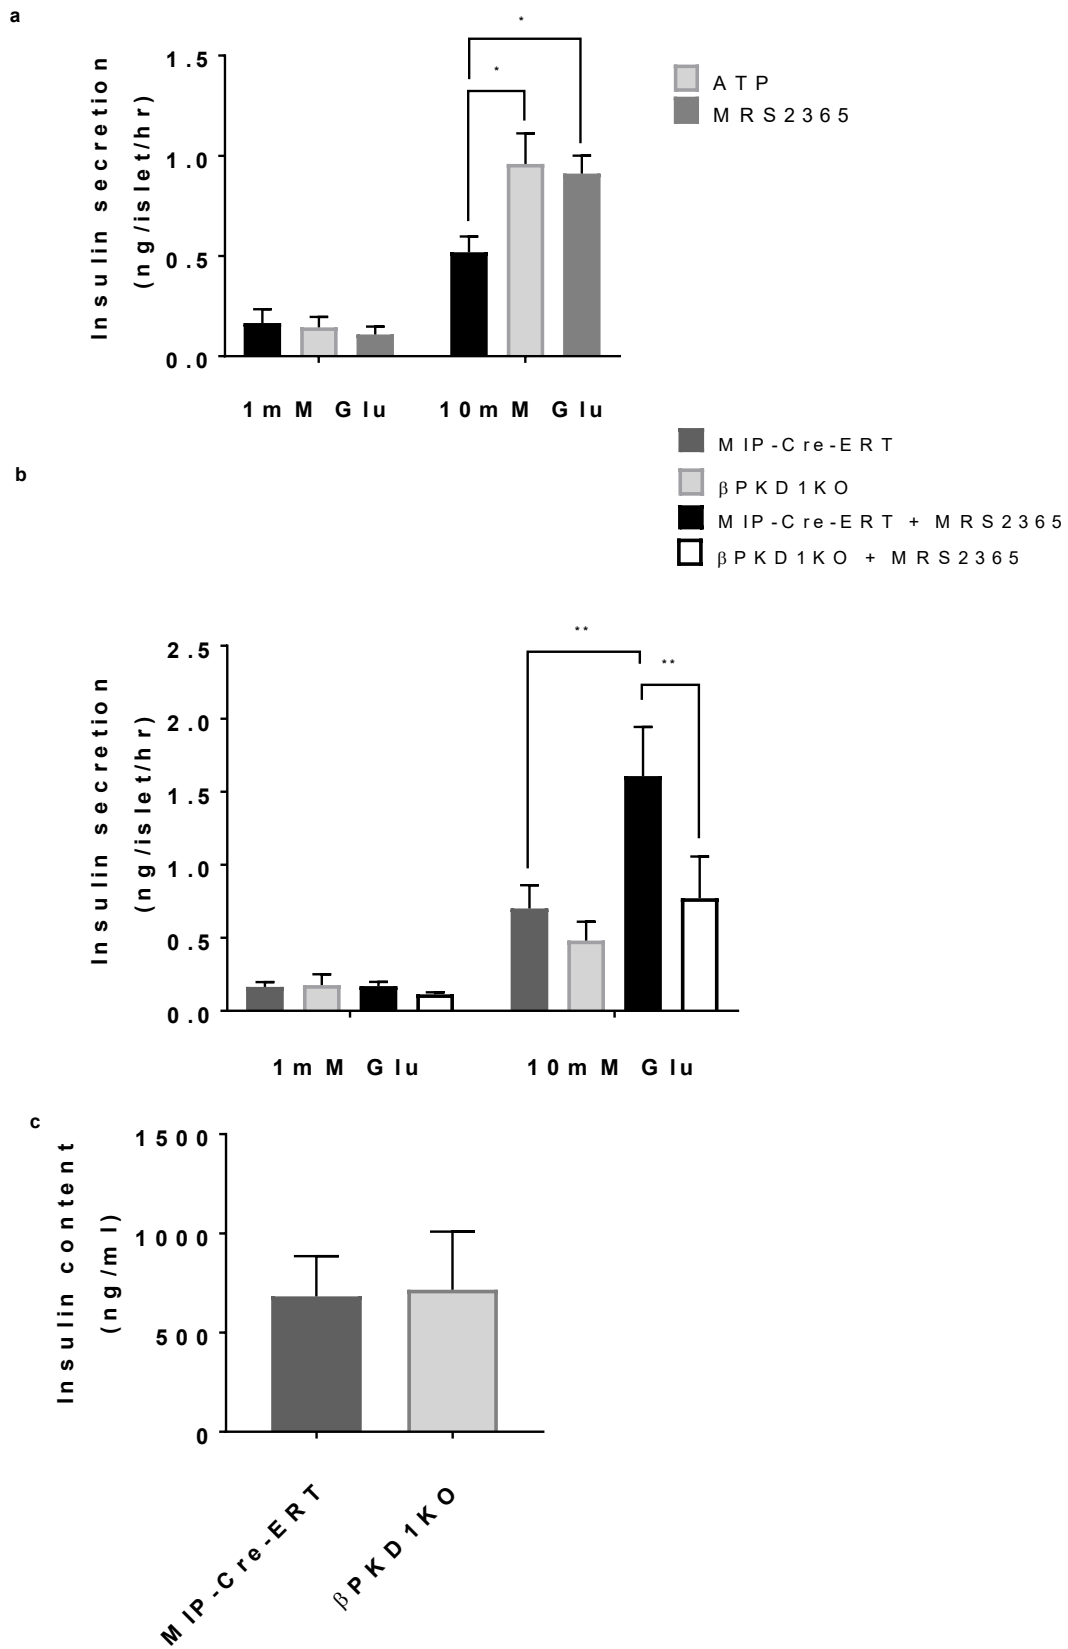 a
*
*
Insulin secretion
(ng/islet/hr)
1.5
1.0
0.5
0.0
1mM Glu
10mM Glu
ATP
MRS2365
b
MIP-Cre-ERT
βPKD1KO
MIP-Cre-ERT + MRS2365
βPKD1KO + MRS2365
**
**
Insulin secretion
(ng/islet/hr)
2.5
2.0
1.5
1.0
0.5
0.0
1mM Glu
10mM Glu
c
Insulin content
(ng/ml)
1500
1000
500
0
MIP-Cre-ERT
βPKD1KO